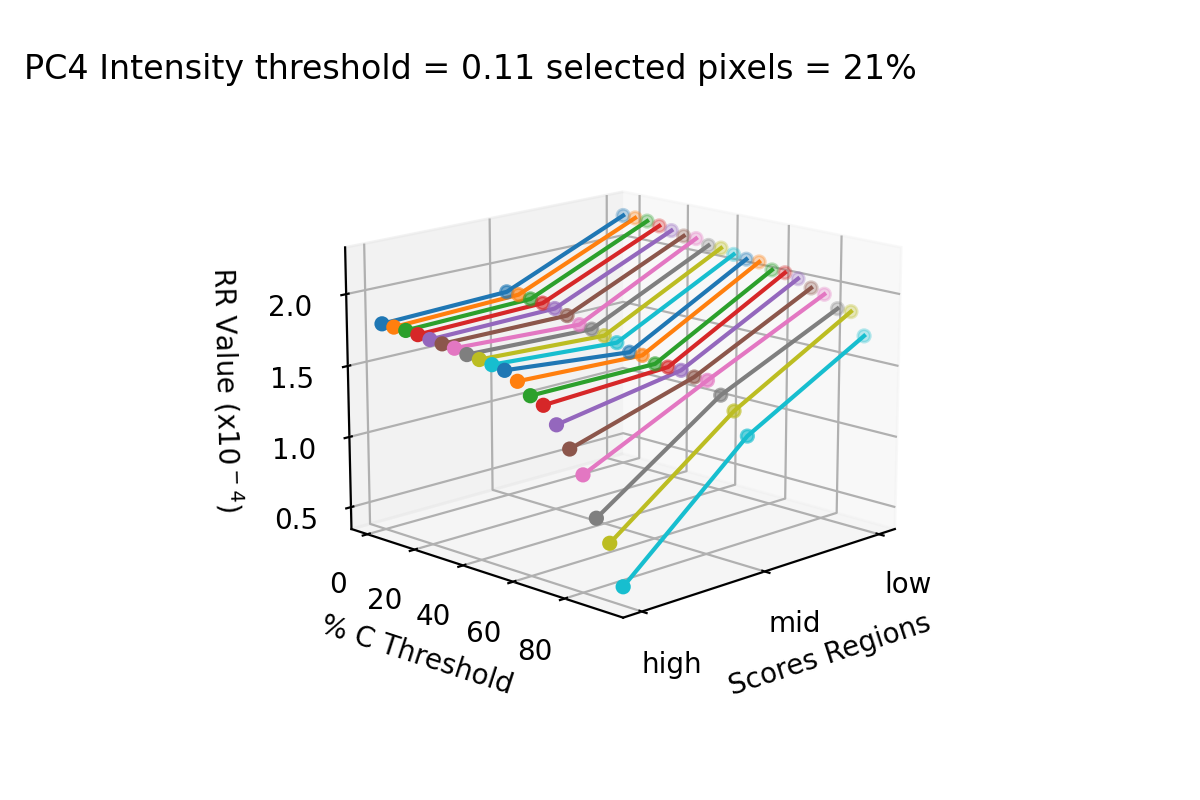 PC4 Intensity threshold = 0.11 selected pixels = 21%
RR Value (x10⁻⁴)
2.0
1.5
1.0
0.5
0
20
40
60
80
% C Threshold
high
mid
low
Scores Regions